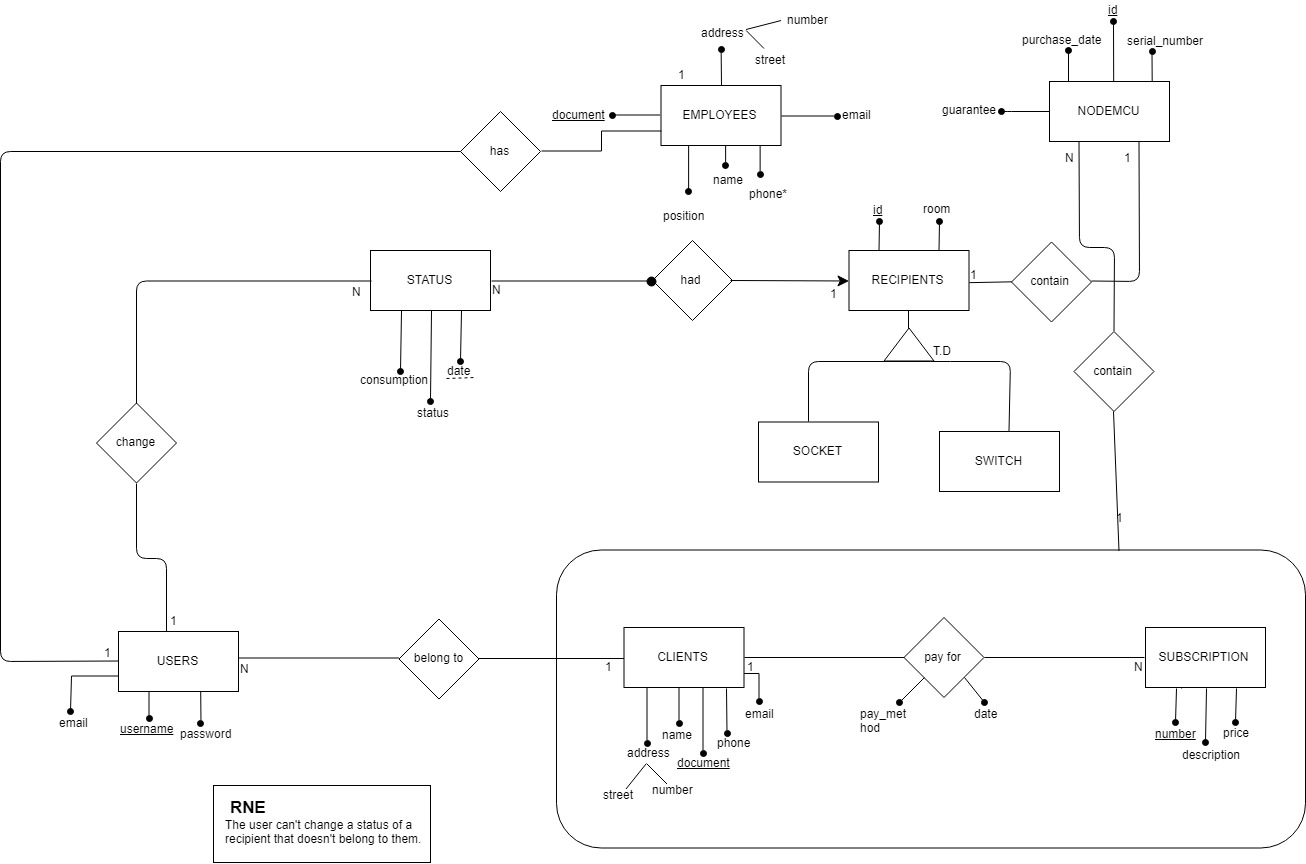 id
number
address
purchase_date
serial_number
street
1
document
EMPLOYEES
email
guarantee
NODEMCU
has
N
1
name
phone*
position
id
room
STATUS
had
RECIPIENTS
1
contain
N
N
1
T.D
date
consumption
contain
status
change
SOCKET
SWITCH
1
1
1
USERS
N
belong to
1
CLIENTS
1
pay for
N
SUBSCRIPTION
email
username
password
name
address
document
phone
email
street
number
pay_met
hod
date
number
description
price
RNE
The user can't change a status of a
recipient that doesn't belong to them.